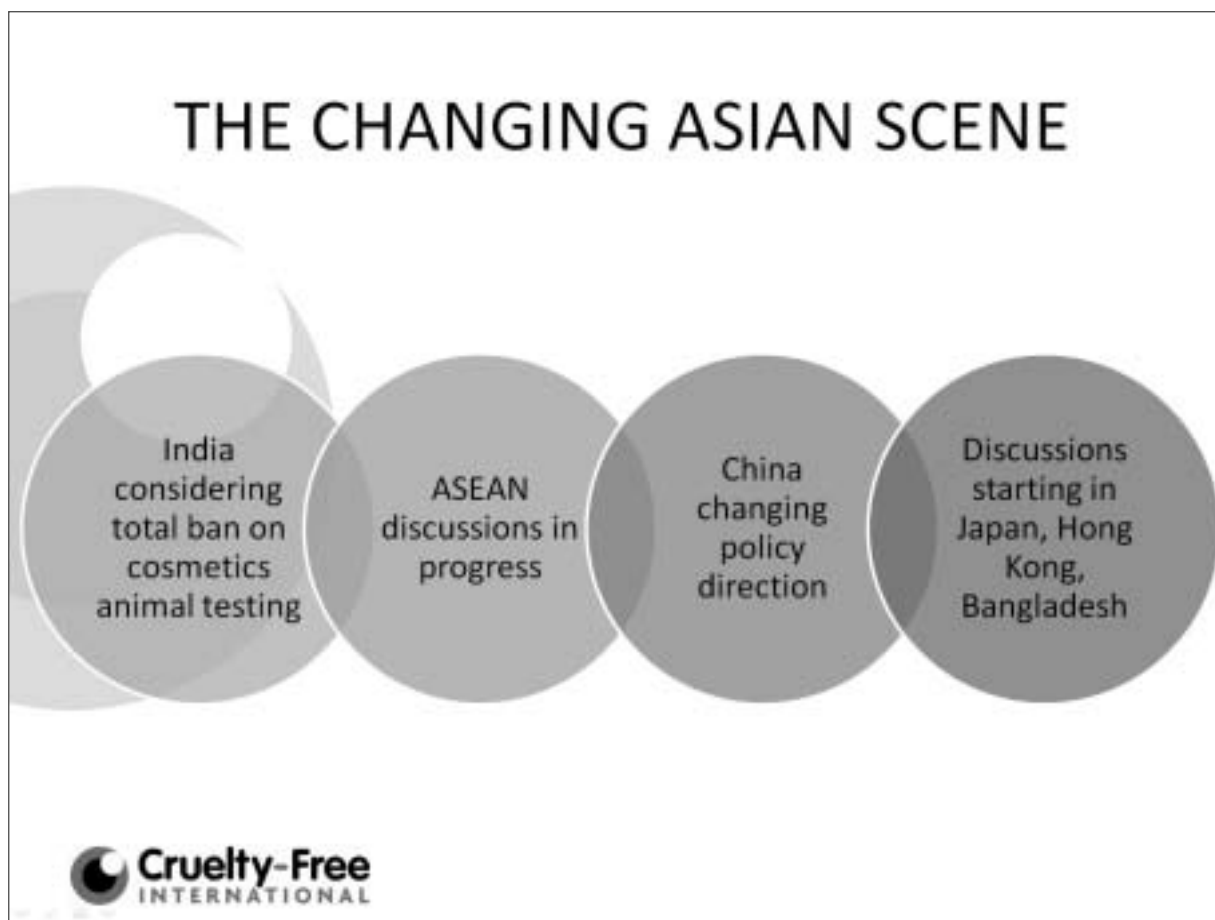 THE CHANGING ASIAN SCENE
India
considering
total ban on
cosmetics
animal testing
ASEAN
discussions in
progress
China
changing
policy
direction
Discussions
starting in
Japan, Hong
Kong,
Bangladesh
Cruelty-Free
INTERNATIONAL